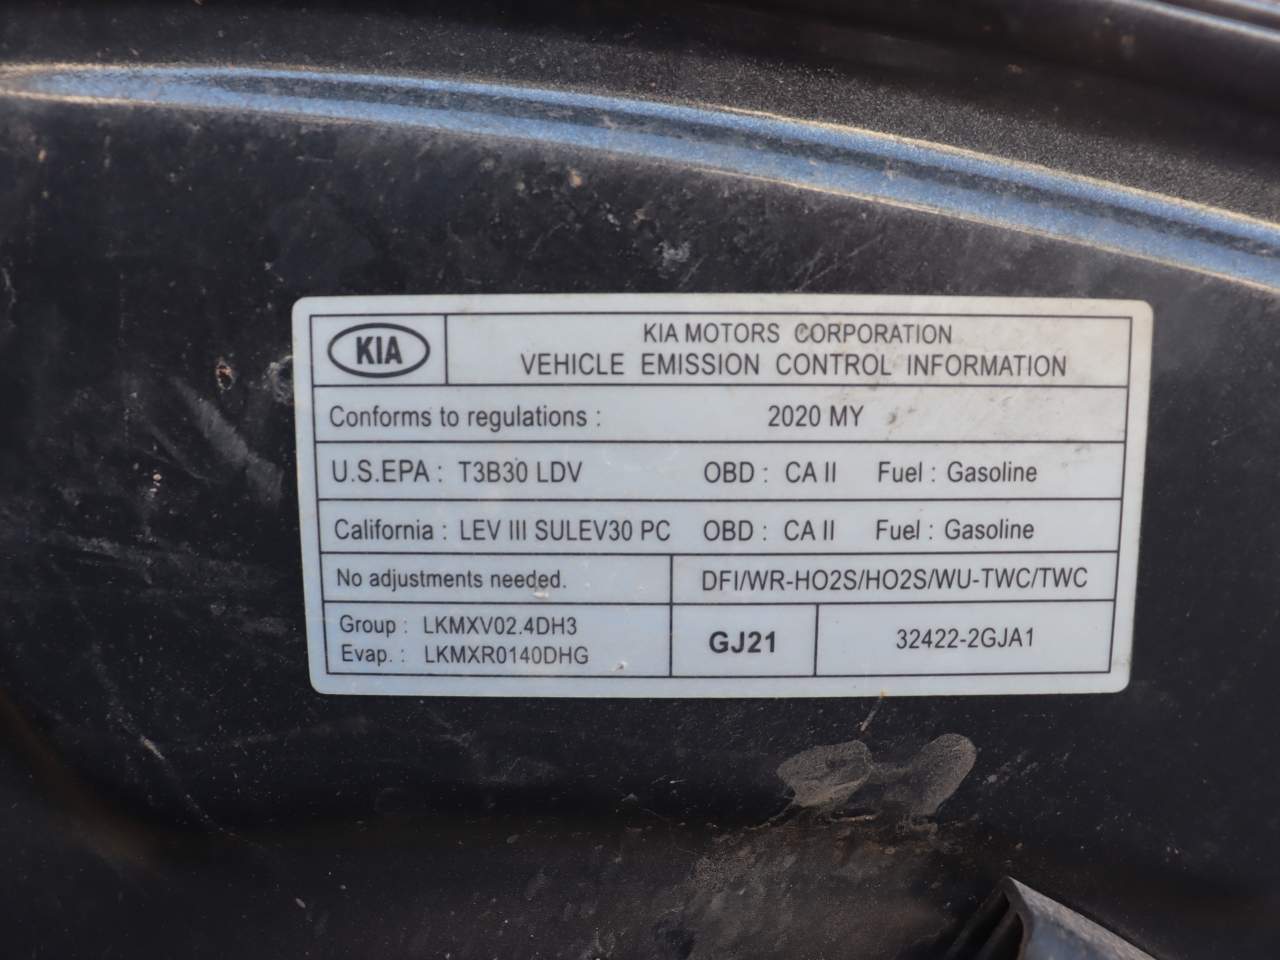 KIA
KIA MOTORS CORPORATION
VEHICLE EMISSION CONTROL INFORMATION
Conforms to regulations : 2020 MY
U.S.EPA : T3B30 LDV OBD : CA II Fuel : Gasoline
California : LEV III SULEV30 PC OBD : CA II Fuel : Gasoline
No adjustments needed. DFI/WR-HO2S/HO2S/WU-TWC/TWC
Group : LKMXV02.4DH3
Evap. : LKMXR0140DHG
GJ21
32422-2GJA1